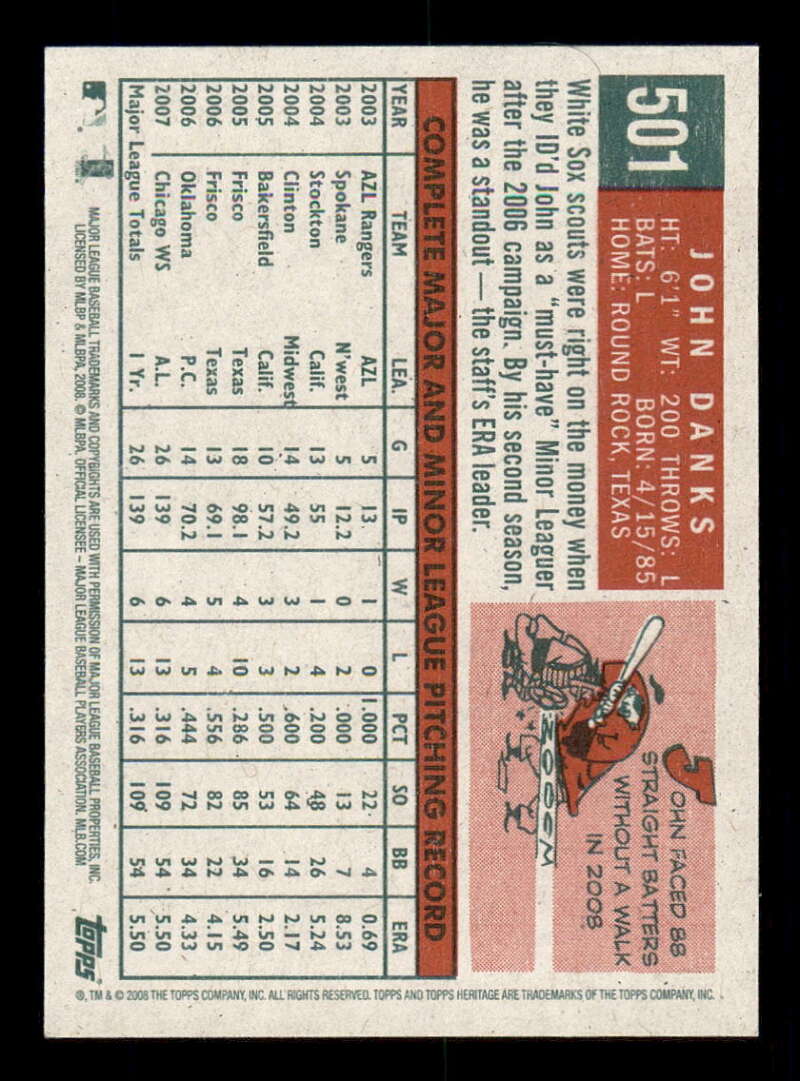 501
JOHN DANKS
HT: 6'1" WT: 200 THROWS: L
BATS: L BORN: 4/15/85
HOME: ROUND ROCK, TEXAS
White Sox scouts were right on the money when
they ID'd John as a "must-have" Minor Leaguer
after the 2006 campaign. By his second season,
he was a standout — the staff's ERA leader.
JOHN FACED 88
STRAIGHT BATTERS
WITHOUT A WALK
IN 2008
ZOOM
COMPLETE MAJOR AND MINOR LEAGUE PITCHING RECORD
YEAR TEAM LEA. G IP W L PCT SO BB ERA
2003 AZL Rangers AZL 5 13 1 0 1.000 22 4 0.69
2003 Spokane N'west 5 12.2 0 2 .000 13 7 8.53
2004 Stockton Calif. 13 55 1 4 .200 48 26 5.24
2004 Clinton Midwest 14 49.2 3 2 .600 64 14 2.17
2005 Bakersfield Calif. 10 57.2 3 3 .500 53 16 2.50
2005 Frisco Texas 18 98.1 4 10 .286 85 34 5.49
2006 Frisco Texas 13 69.1 5 4 .556 82 22 4.15
2006 Oklahoma P.C. 14 70.2 4 5 .444 72 34 4.33
2007 Chicago WS A.L. 26 139 6 13 .316 109 54 5.50
Major League Totals 1 Yr. 26 139 6 13 .316 109 54 5.50
MAJOR LEAGUE BASEBALL TRADEMARKS AND COPYRIGHTS ARE USED WITH PERMISSION OF MAJOR LEAGUE BASEBALL PROPERTIES, INC.
LICENSED BY MLBP & MLBPA, 2008. © MLBPA. OFFICIAL LICENSEE – MAJOR LEAGUE BASEBALL PLAYERS ASSOCIATION. MLB.COM
topps
®, TM & © 2008 THE TOPPS COMPANY, INC. ALL RIGHTS RESERVED. TOPPS AND TOPPS HERITAGE ARE TRADEMARKS OF THE TOPPS COMPANY, INC.